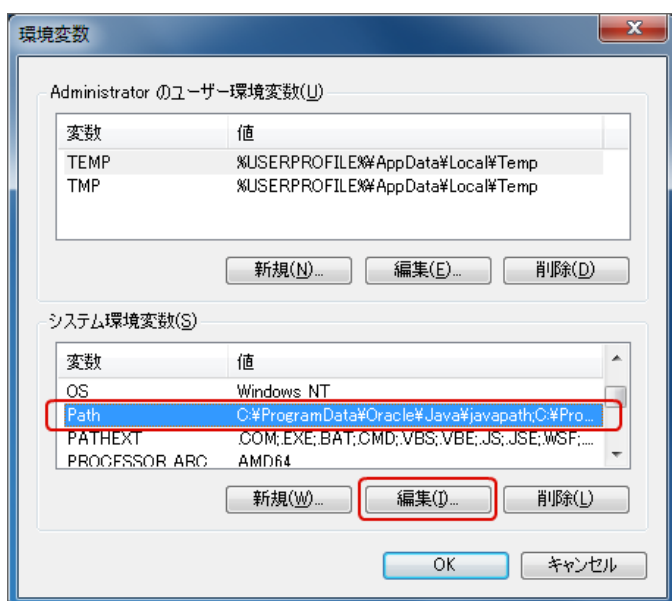 環境変数
Administrator のユーザー環境変数(U)
変数 値
TEMP %USERPROFILE%¥AppData¥Local¥Temp
TMP %USERPROFILE%¥AppData¥Local¥Temp
新規(N)... 編集(E)... 削除(D)
システム環境変数(S)
変数 値
OS Windows_NT
Path C:¥ProgramData¥Oracle¥Java¥javapath;C:¥Pro...
PATHEXT .COM;.EXE;.BAT;.CMD;.VBS;.VBE;.JS;.JSE;.WSF;...
PROCESSOR_ARC... AMD64
新規(W)... 編集(I)... 削除(L)
OK キャンセル